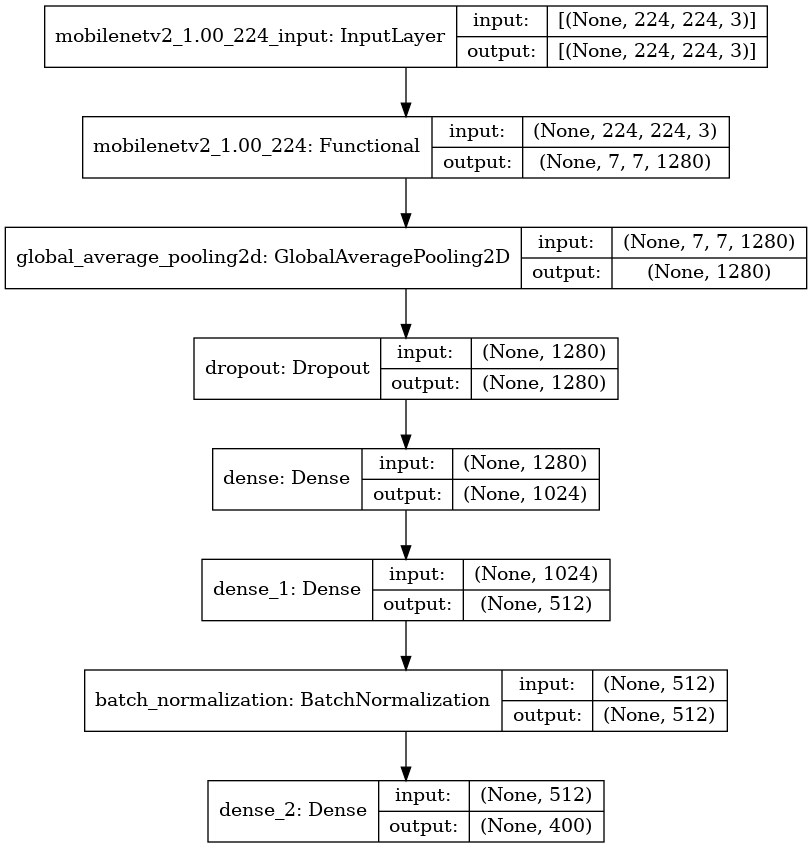 mobilenetv2_1.00_224_input: InputLayer
input: [(None, 224, 224, 3)]
output: [(None, 224, 224, 3)]
mobilenetv2_1.00_224: Functional
input: (None, 224, 224, 3)
output: (None, 7, 7, 1280)
global_average_pooling2d: GlobalAveragePooling2D
input: (None, 7, 7, 1280)
output: (None, 1280)
dropout: Dropout
input: (None, 1280)
output: (None, 1280)
dense: Dense
input: (None, 1280)
output: (None, 1024)
dense_1: Dense
input: (None, 1024)
output: (None, 512)
batch_normalization: BatchNormalization
input: (None, 512)
output: (None, 512)
dense_2: Dense
input: (None, 512)
output: (None, 400)